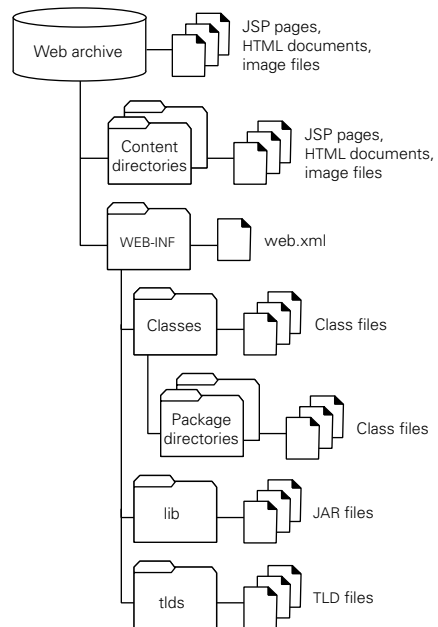 Web archive
JSP pages,
HTML documents,
image files
Content
directories
JSP pages,
HTML documents,
image files
WEB-INF
web.xml
Classes
Class files
Package
directories
Class files
lib
JAR files
tlds
TLD files